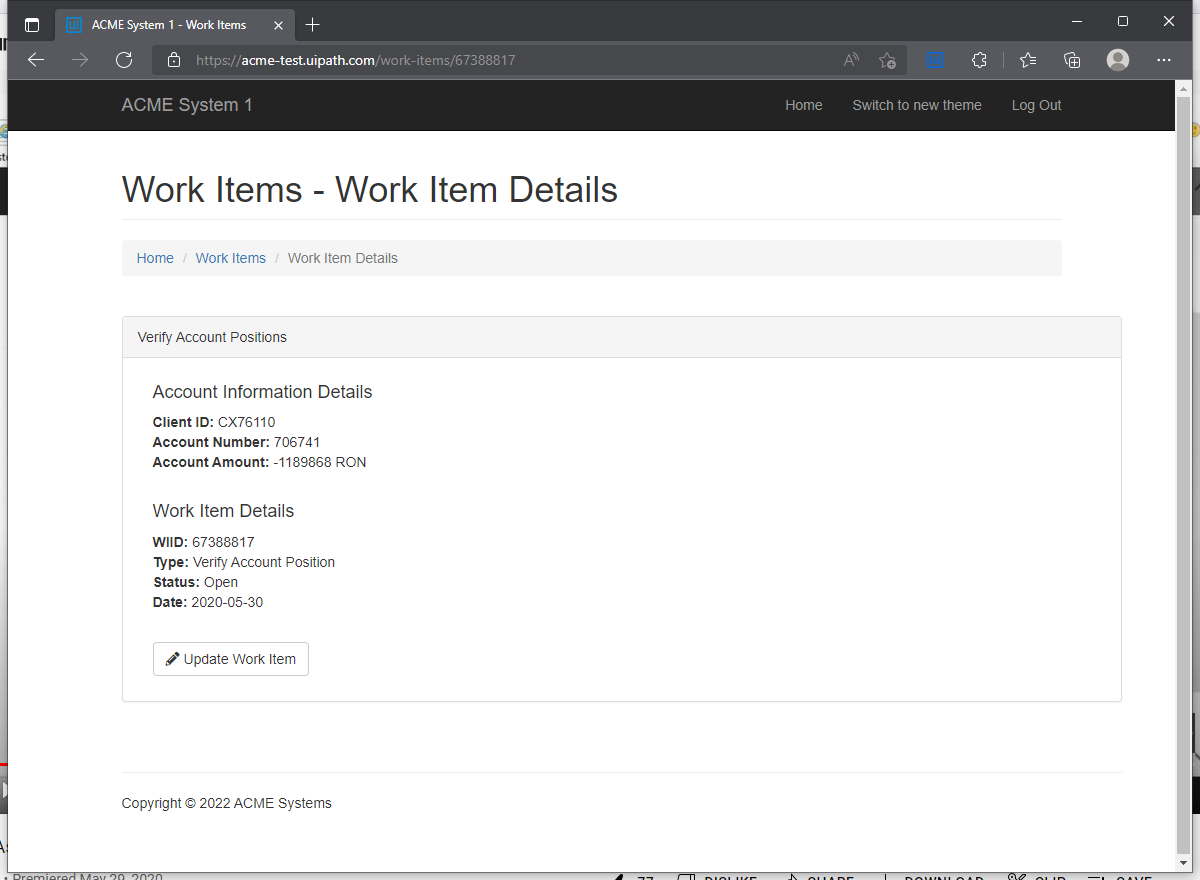 ACME System 1 - Work Items
https://acme-test.uipath.com/work-items/67388817
ACME System 1
Home
Switch to new theme
Log Out
Work Items - Work Item Details
Home / Work Items / Work Item Details
Verify Account Positions
Account Information Details
Client ID: CX76110
Account Number: 706741
Account Amount: -1189868 RON
Work Item Details
WIID: 67388817
Type: Verify Account Position
Status: Open
Date: 2020-05-30
Update Work Item
Copyright © 2022 ACME Systems
Premiered May 29, 2020
77 DISLIKE SHARE DOWNLOAD CLIP SAVE